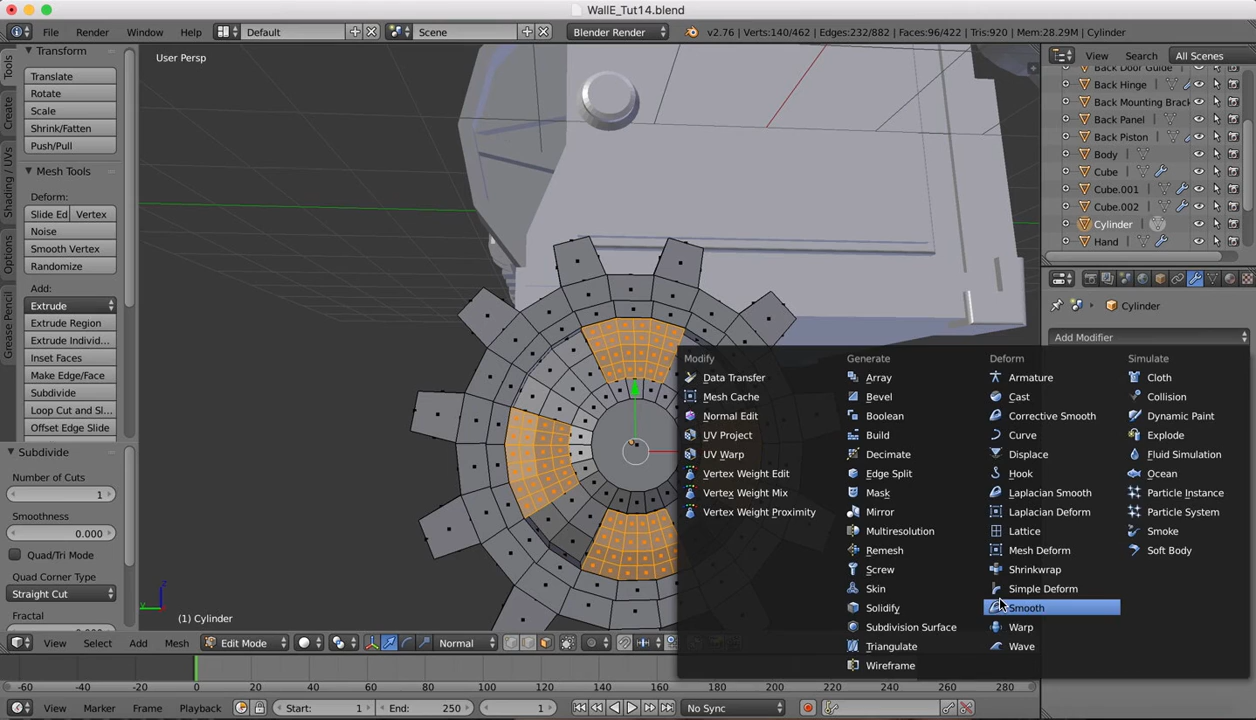 WallE_Tut14.blend
File Render Window Help Default Scene Blender Render v2.76 | Verts:140/462 | Edges:232/882 | Faces:96/422 | Tris:920 | Mem:28.29M | Cylinder
Tools
Create
Shading / UVs
Options
Grease Pencil
Transform
Translate
Rotate
Scale
Shrink/Fatten
Push/Pull
Mesh Tools
Deform:
Slide Ed Vertex
Noise
Smooth Vertex
Randomize
Add:
Extrude
Extrude Region
Extrude Individ...
Inset Faces
Make Edge/Face
Subdivide
Loop Cut and Sl...
Offset Edge Slide
Subdivide
Number of Cuts
1
Smoothness
0.000
Quad/Tri Mode
Quad Corner Type
Straight Cut
Fractal
User Persp
z
y
(1) Cylinder
View Search All Scenes
Back Door Guide
Back Hinge
Back Mounting Brack
Back Panel
Back Piston
Body
Cube
Cube.001
Cube.002
Cylinder
Hand
Cylinder
Add Modifier
Modify
Data Transfer
Mesh Cache
Normal Edit
UV Project
UV Warp
Vertex Weight Edit
Vertex Weight Mix
Vertex Weight Proximity
Generate
Array
Bevel
Boolean
Build
Decimate
Edge Split
Mask
Mirror
Multiresolution
Remesh
Screw
Skin
Solidify
Subdivision Surface
Triangulate
Wireframe
Deform
Armature
Cast
Corrective Smooth
Curve
Displace
Hook
Laplacian Smooth
Laplacian Deform
Lattice
Mesh Deform
Shrinkwrap
Simple Deform
Smooth
Warp
Wave
Simulate
Cloth
Collision
Dynamic Paint
Explode
Fluid Simulation
Ocean
Particle Instance
Particle System
Smoke
Soft Body
View Select Add Mesh Edit Mode Normal
-60 -40 -20 0 20 40 60 80 100 120 140 160 180 200 220 240 260 280
View Marker Frame Playback Start: 1 End: 250 1 No Sync